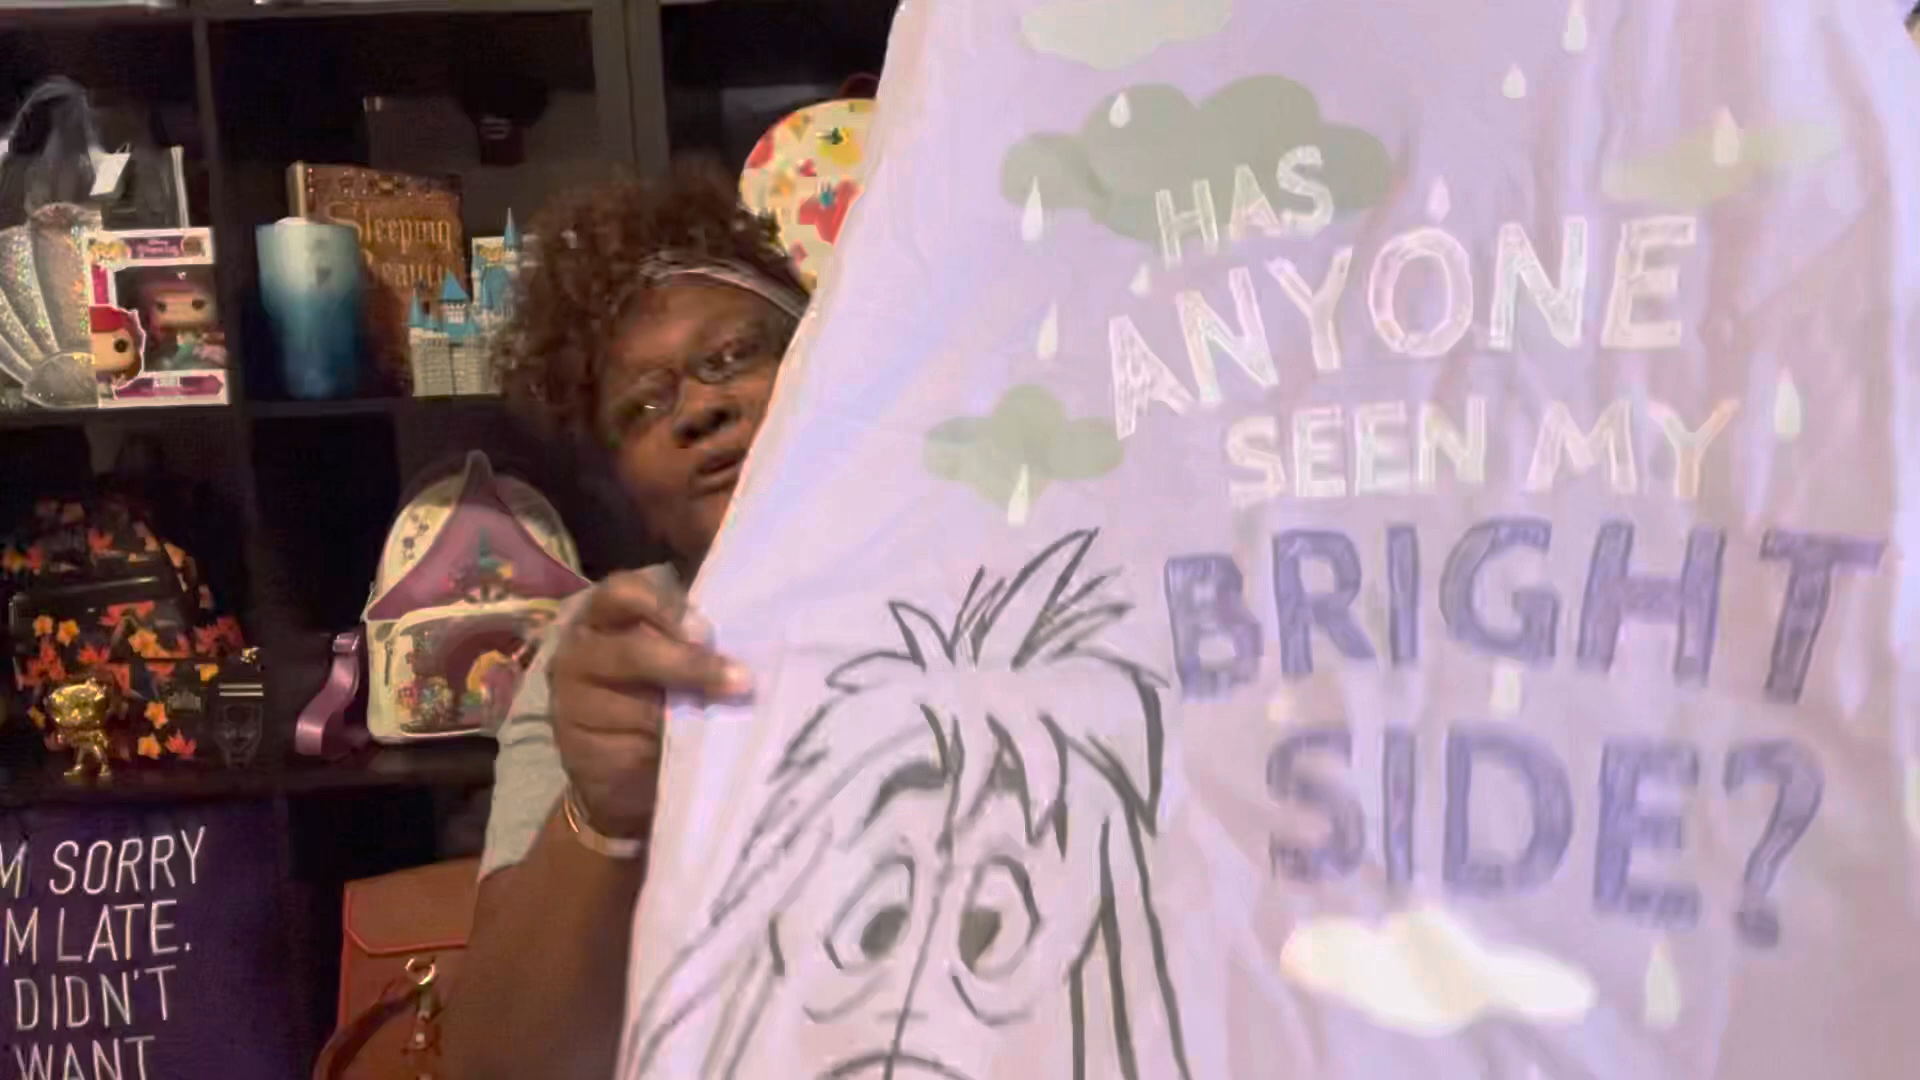 HAS
ANYONE
SEEN MY
BRIGHT
SIDE?
Sleeping
Beauty
M SORRY
M LATE.
DIDN'T
WANT